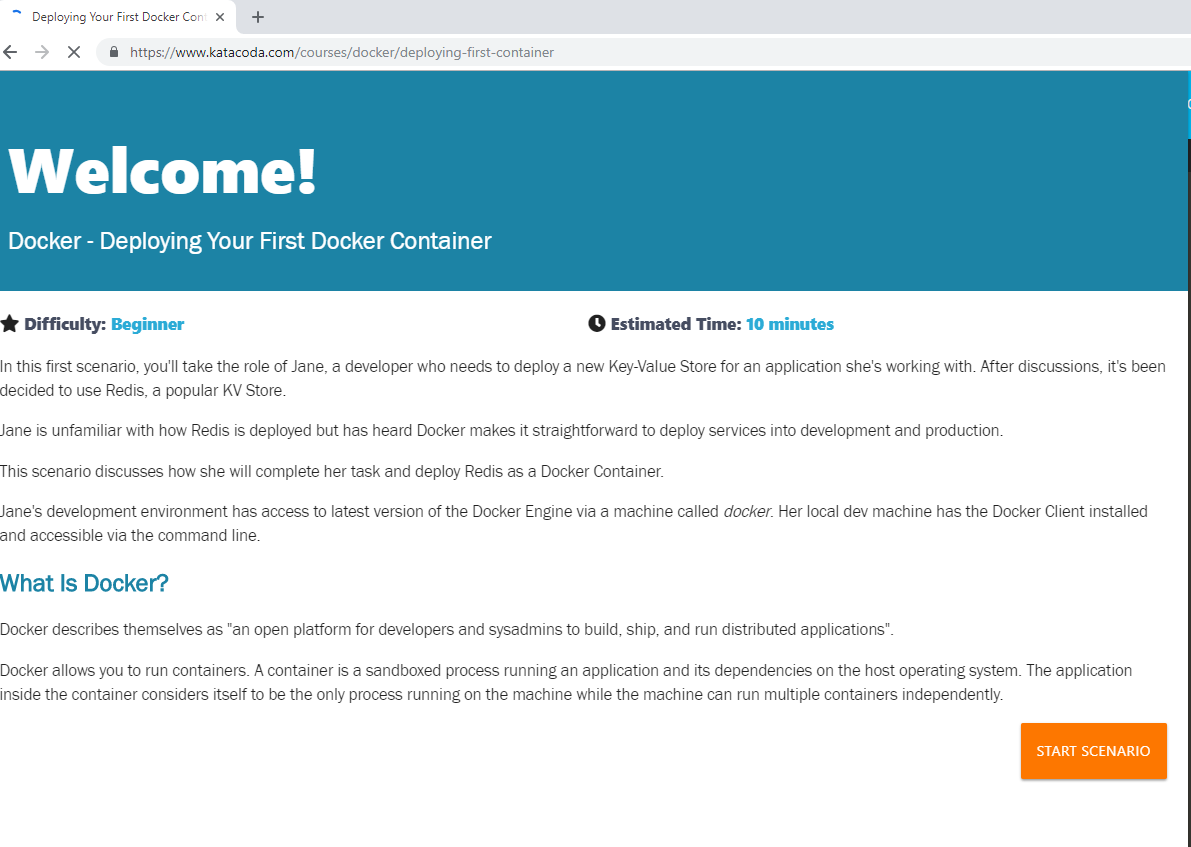 Deploying Your First Docker Con
https://www.katacoda.com/courses/docker/deploying-first-container
Welcome!
Docker - Deploying Your First Docker Container
Difficulty: Beginner
Estimated Time: 10 minutes
In this first scenario, you'll take the role of Jane, a developer who needs to deploy a new Key-Value Store for an application she's working with. After discussions, it's been
decided to use Redis, a popular KV Store.
Jane is unfamiliar with how Redis is deployed but has heard Docker makes it straightforward to deploy services into development and production.
This scenario discusses how she will complete her task and deploy Redis as a Docker Container.
Jane's development environment has access to latest version of the Docker Engine via a machine called docker. Her local dev machine has the Docker Client installed
and accessible via the command line.
What Is Docker?
Docker describes themselves as "an open platform for developers and sysadmins to build, ship, and run distributed applications".
Docker allows you to run containers. A container is a sandboxed process running an application and its dependencies on the host operating system. The application
inside the container considers itself to be the only process running on the machine while the machine can run multiple containers independently.
START SCENARIO